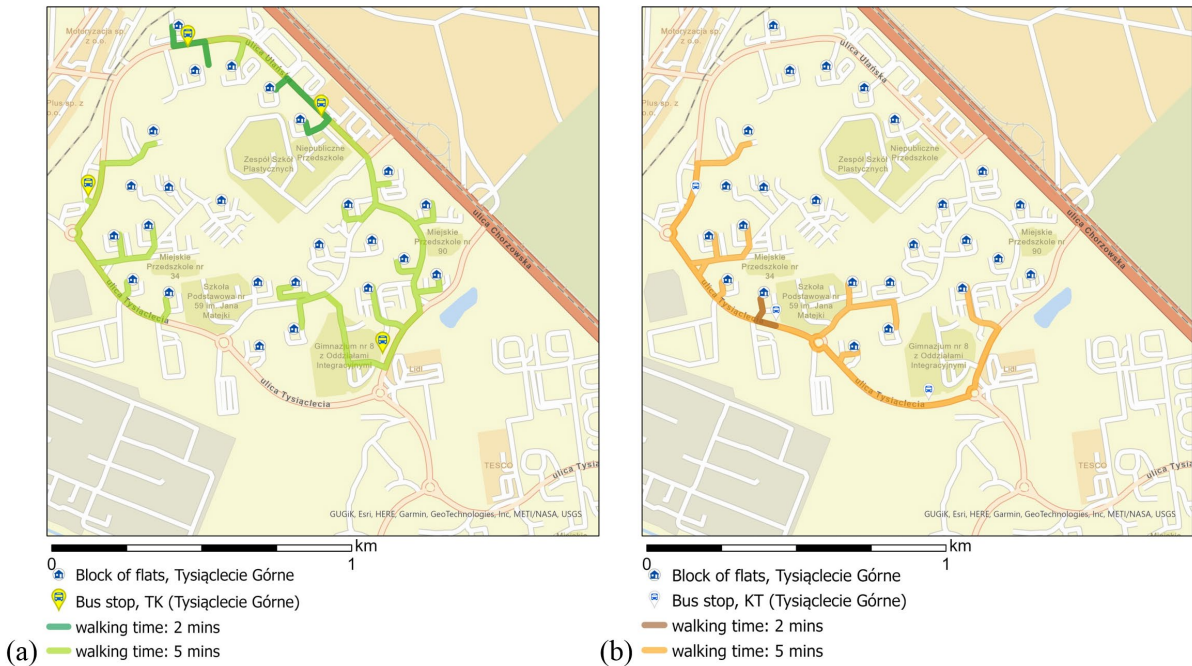 (a)
Motoryzacja sp.
z o.o.
Plus sp. z
o.o.
ulica Ułańska
Niepubliczne
Przedszkole
Zespół Szkół
Plastycznych
ulica Chorzowska
Miejskie
Przedszkole nr
90
Miejskie
Przedszkole nr
34
Szkoła
Podstawowa nr
59 im. Jana
Matejki
ulica Tysiąclecia
Gimnazjum nr 8
z Oddziałami
Integracyjnymi
Lidl
ulica Tysiąclecia
TESCO
GUGiK, Esri, HERE, Garmin, GeoTechnologies, Inc, METI/NASA, USGS
0 1 km
Block of flats, Tysiąclecie Górne
Bus stop, TK (Tysiąclecie Górne)
walking time: 2 mins
walking time: 5 mins
(b)
Motoryzacja sp.
z o.o.
Plus sp. z
o.o.
ulica Ułańska
Niepubliczne
Przedszkole
Zespół Szkół
Plastycznych
ulica Chorzowska
Miejskie
Przedszkole nr
90
Miejskie
Przedszkole nr
34
Szkoła
Podstawowa nr
59 im. Jana
Matejki
ulica Tysiąclecia
Gimnazjum nr 8
z Oddziałami
Integracyjnymi
Lidl
ulica Tysiąclecia
TESCO
GUGiK, Esri, HERE, Garmin, GeoTechnologies, Inc, METI/NASA, USGS
0 1 km
Block of flats, Tysiąclecie Górne
Bus stop, KT (Tysiąclecie Górne)
walking time: 2 mins
walking time: 5 mins